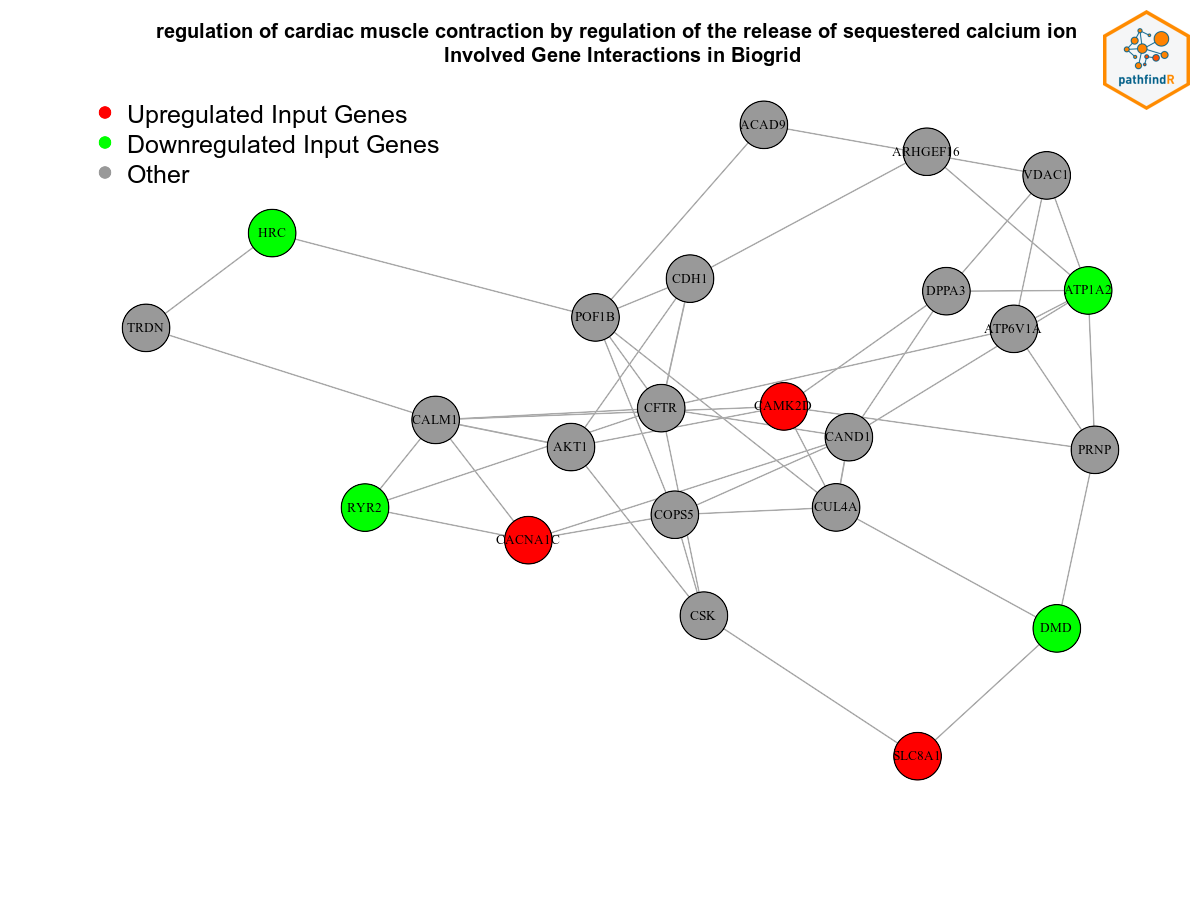 regulation of cardiac muscle contraction by regulation of the release of sequestered calcium ion
Involved Gene Interactions in Biogrid
pathfindR
Upregulated Input Genes
Downregulated Input Genes
Other
ACAD9
ARHGEF16
VDAC1
HRC
CDH1
DPPA3
ATP1A2
POF1B
TRDN
ATP6V1A
CFTR
CAMK2D
CALM1
AKT1
CAND1
PRNP
RYR2
COPS5
CUL4A
CACNA1C
CSK
DMD
SLC8A1